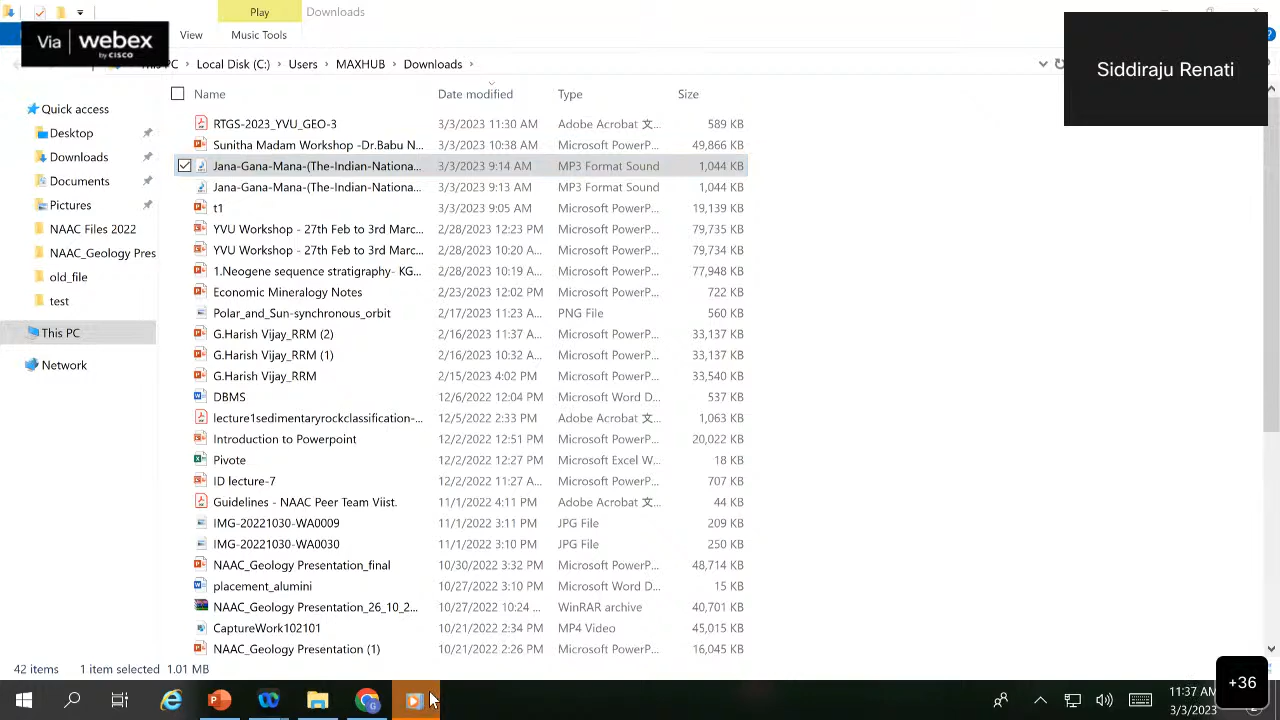 Play Downloads
Via webex by CISCO
View Music Tools
PC › Local Disk (C:) › Users › MAXHUB › Downloads ›
Siddiraju Renati
Name Date modified Type Size
Quick access
Desktop
Downloads
Documents
Pictures
NAAC Files 2022
NAAC_Geology Pres
old_file
test
This PC
Network
RTGS-2023_YVU_GEO-3 3/3/2023 11:30 AM Adobe Acrobat 文... 589 KB
Sunitha Madam Workshop -Dr.Babu N... 3/3/2023 10:38 AM Microsoft PowerP... 49,866 KB
Jana-Gana-Mana-(The-Indian-Nationa... 3/3/2023 9:14 AM MP3 Format Sound 1,044 KB
Jana-Gana-Mana-(The-Indian-Nationa... 3/3/2023 9:13 AM MP3 Format Sound 1,044 KB
t1 3/3/2023 9:05 AM Microsoft PowerP... 19,139 KB
YVU Workshop - 27th Feb to 3rd Marc... 2/28/2023 12:23 PM Microsoft PowerP... 79,735 KB
YVU Workshop - 27th Feb to 3rd Marc... 2/28/2023 10:20 A... Microsoft PowerP... 79,734 KB
1.Neogene sequence stratigraphy- KG... 2/28/2023 10:19 A... Microsoft PowerP... 77,948 KB
Economic Mineralogy Notes 2/23/2023 12:02 PM Microsoft PowerP... 722 KB
Polar_and_Sun-synchronous_orbit 2/17/2023 11:23 A... PNG File 560 KB
G.Harish Vijay_RRM (2) 2/16/2023 11:37 A... Microsoft PowerP... 33,137 KB
G.Harish Vijay_RRM (1) 2/16/2023 10:32 A... Microsoft PowerP... 33,137 KB
G.Harish Vijay_RRM 2/15/2023 4:02 PM Microsoft PowerP... 33,540 KB
DBMS 12/6/2022 12:04 PM Microsoft Word D... 537 KB
lecture1sedimentaryrockclassification-... 12/5/2022 2:33 PM Adobe Acrobat 文... 1,063 KB
Introduction to Powerpoint 12/2/2022 12:51 PM Microsoft PowerP... 20,022 KB
Pivote 12/2/2022 12:27 PM Microsoft Excel W... 18 KB
ID lecture-7 12/2/2022 11:27 A... Microsoft PowerP... 707 KB
Guidelines - NAAC Peer Team Viist. 11/1/2022 4:11 PM Adobe Acrobat 文... 44 KB
IMG-20221030-WA0009 11/1/2022 3:11 PM JPG File 209 KB
IMG-20221030-WA0030 11/1/2022 3:10 PM JPG File 250 KB
NAAC_Geology Presentation_final 10/30/2022 3:32 PM Microsoft PowerP... 48,714 KB
placement_alumini 10/27/2022 3:10 PM Microsoft Word D... 15 KB
NAAC_Geology Presentation_26_10_2... 10/27/2022 10:24 ... WinRAR archive 40,701 KB
CaptureWork102101 10/21/2022 2:34 PM MP4 Video 45,015 KB
NAAC_Geology Presentation (1) 10/21/2022 2:26 PM Microsoft PowerP... 16,045 KB
42 items 1 item selected 1.01 MB
+36
11:37 AM
3/3/2023